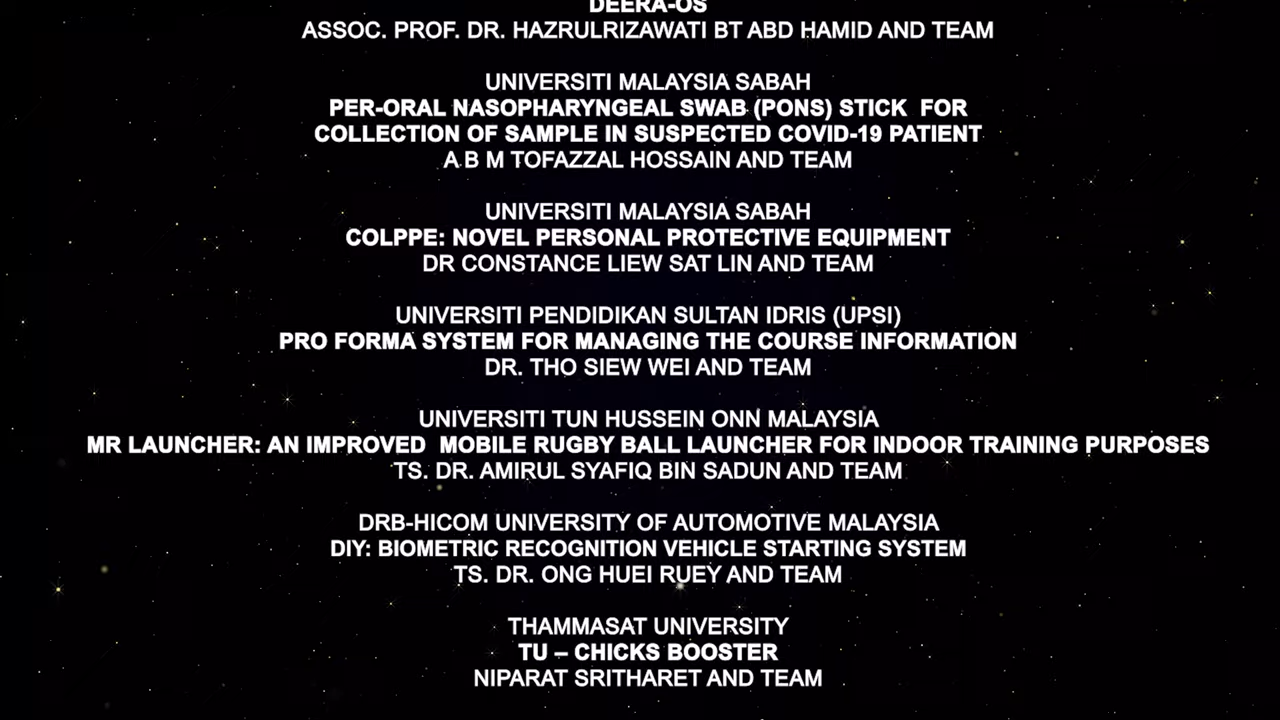 DEERA-OS
ASSOC. PROF. DR. HAZRULRIZAWATI BT ABD HAMID AND TEAM
UNIVERSITI MALAYSIA SABAH
PER-ORAL NASOPHARYNGEAL SWAB (PONS) STICK  FOR
COLLECTION OF SAMPLE IN SUSPECTED COVID-19 PATIENT
A B M TOFAZZAL HOSSAIN AND TEAM
UNIVERSITI MALAYSIA SABAH
COLPPE: NOVEL PERSONAL PROTECTIVE EQUIPMENT
DR CONSTANCE LIEW SAT LIN AND TEAM
UNIVERSITI PENDIDIKAN SULTAN IDRIS (UPSI)
PRO FORMA SYSTEM FOR MANAGING THE COURSE INFORMATION
DR. THO SIEW WEI AND TEAM
UNIVERSITI TUN HUSSEIN ONN MALAYSIA
MR LAUNCHER: AN IMPROVED  MOBILE RUGBY BALL LAUNCHER FOR INDOOR TRAINING PURPOSES
TS. DR. AMIRUL SYAFIQ BIN SADUN AND TEAM
DRB-HICOM UNIVERSITY OF AUTOMOTIVE MALAYSIA
DIY: BIOMETRIC RECOGNITION VEHICLE STARTING SYSTEM
TS. DR. ONG HUEI RUEY AND TEAM
THAMMASAT UNIVERSITY
TU – CHICKS BOOSTER
NIPARAT SRITHARET AND TEAM